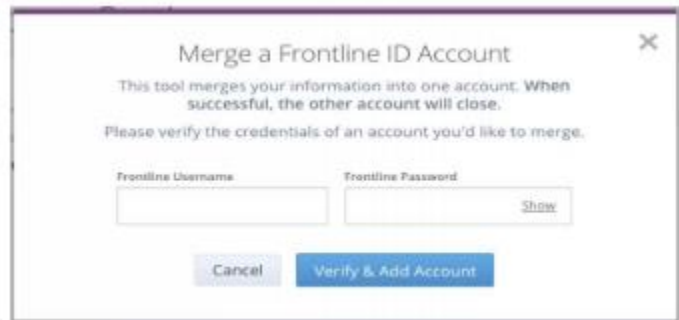 Merge a Frontline ID Account
This tool merges your information into one account. When
successful, the other account will close.
Please verify the credentials of an account you'd like to merge.
Frontline Username
Frontline Password
Show
Cancel
Verify & Add Account